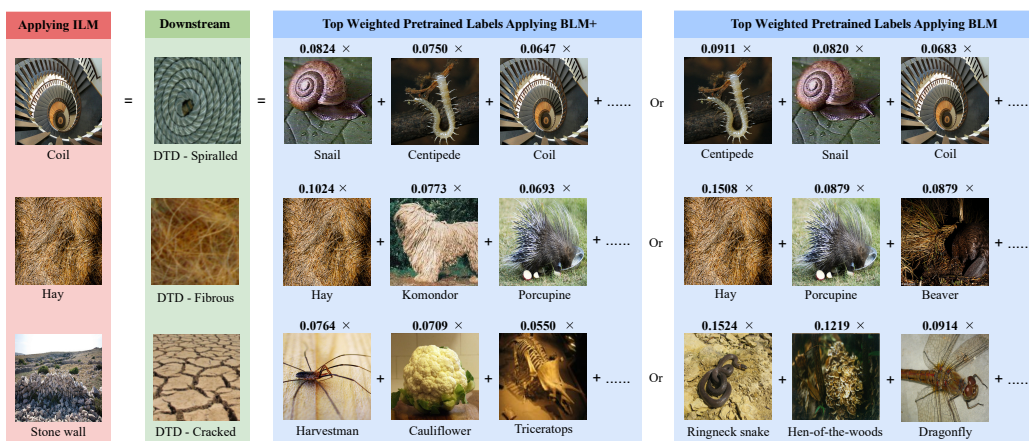 Applying ILM
Downstream
Top Weighted Pretrained Labels Applying BLM+
Top Weighted Pretrained Labels Applying BLM
0.0824 × 0.0750 × 0.0647 × 0.0911 × 0.0820 × 0.0683 ×
= = + + + ...... Or + + + ......
Coil DTD - Spiralled Snail Centipede Coil Centipede Snail Coil
0.1024 × 0.0773 × 0.0693 × 0.1508 × 0.0879 × 0.0879 ×
+ + + ...... Or + + + ......
Hay DTD - Fibrous Hay Komondor Porcupine Hay Porcupine Beaver
0.0764 × 0.0709 × 0.0550 × 0.1524 × 0.1219 × 0.0914 ×
+ + + ...... Or + + + ......
Stone wall DTD - Cracked Harvestman Cauliflower Triceratops Ringneck snake Hen-of-the-woods Dragonfly